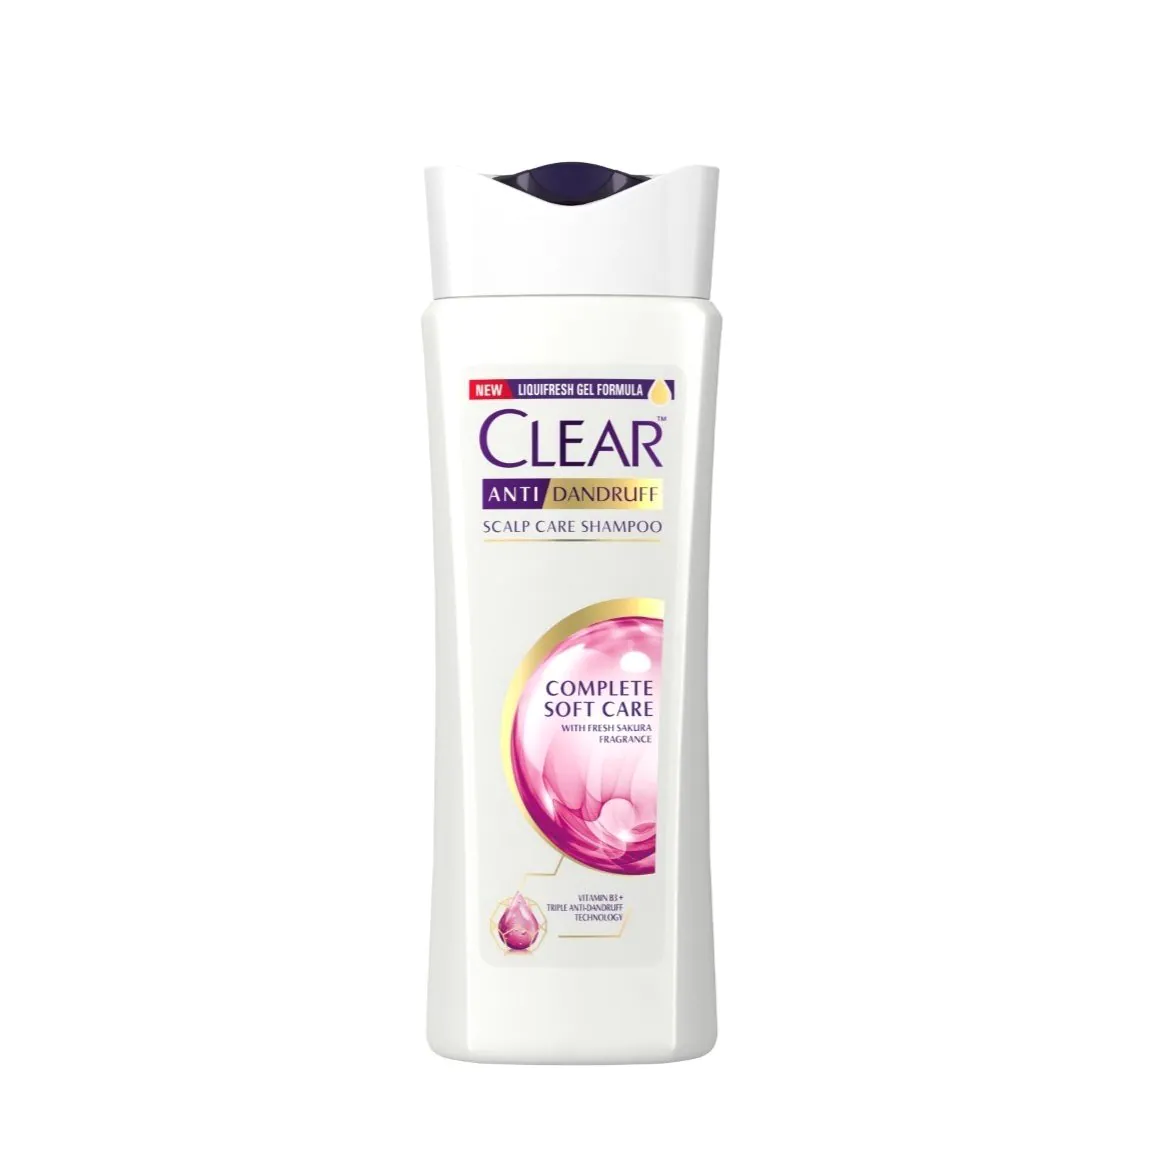 NEW LIQUIFRESH GEL FORMULA
CLEAR™
ANTI DANDRUFF
SCALP CARE SHAMPOO
COMPLETE
SOFT CARE
WITH FRESH SAKURA
FRAGRANCE
VITAMIN B3 +
TRIPLE ANTI-DANDRUFF
TECHNOLOGY